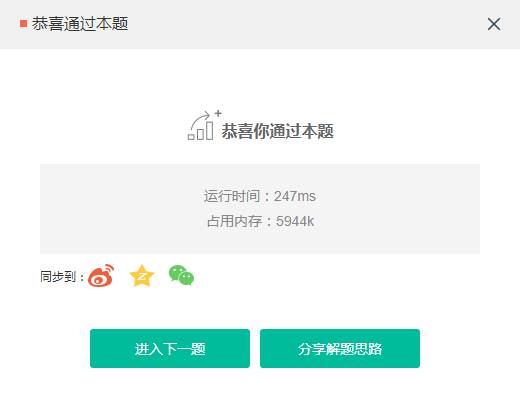 恭喜通过本题
恭喜你通过本题
运行时间：247ms
占用内存：5944k
同步到：
进入下一题
分享解题思路